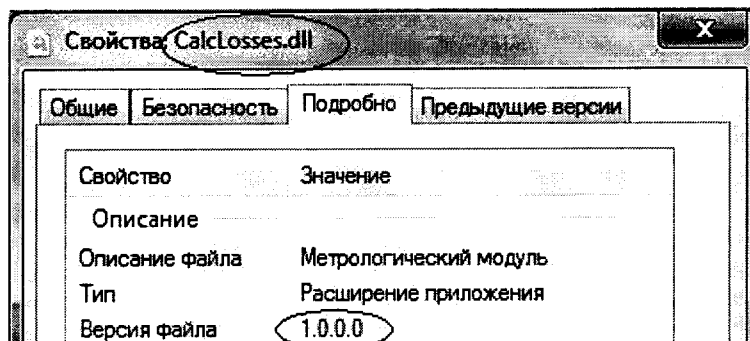 Свойства: CalcLosses.dll
Общие Безопасность Подробно Предыдущие версии
Свойство Значение
Описание
Описание файла Метрологический модуль
Тип Расширение приложения
Версия файла 1.0.0.0